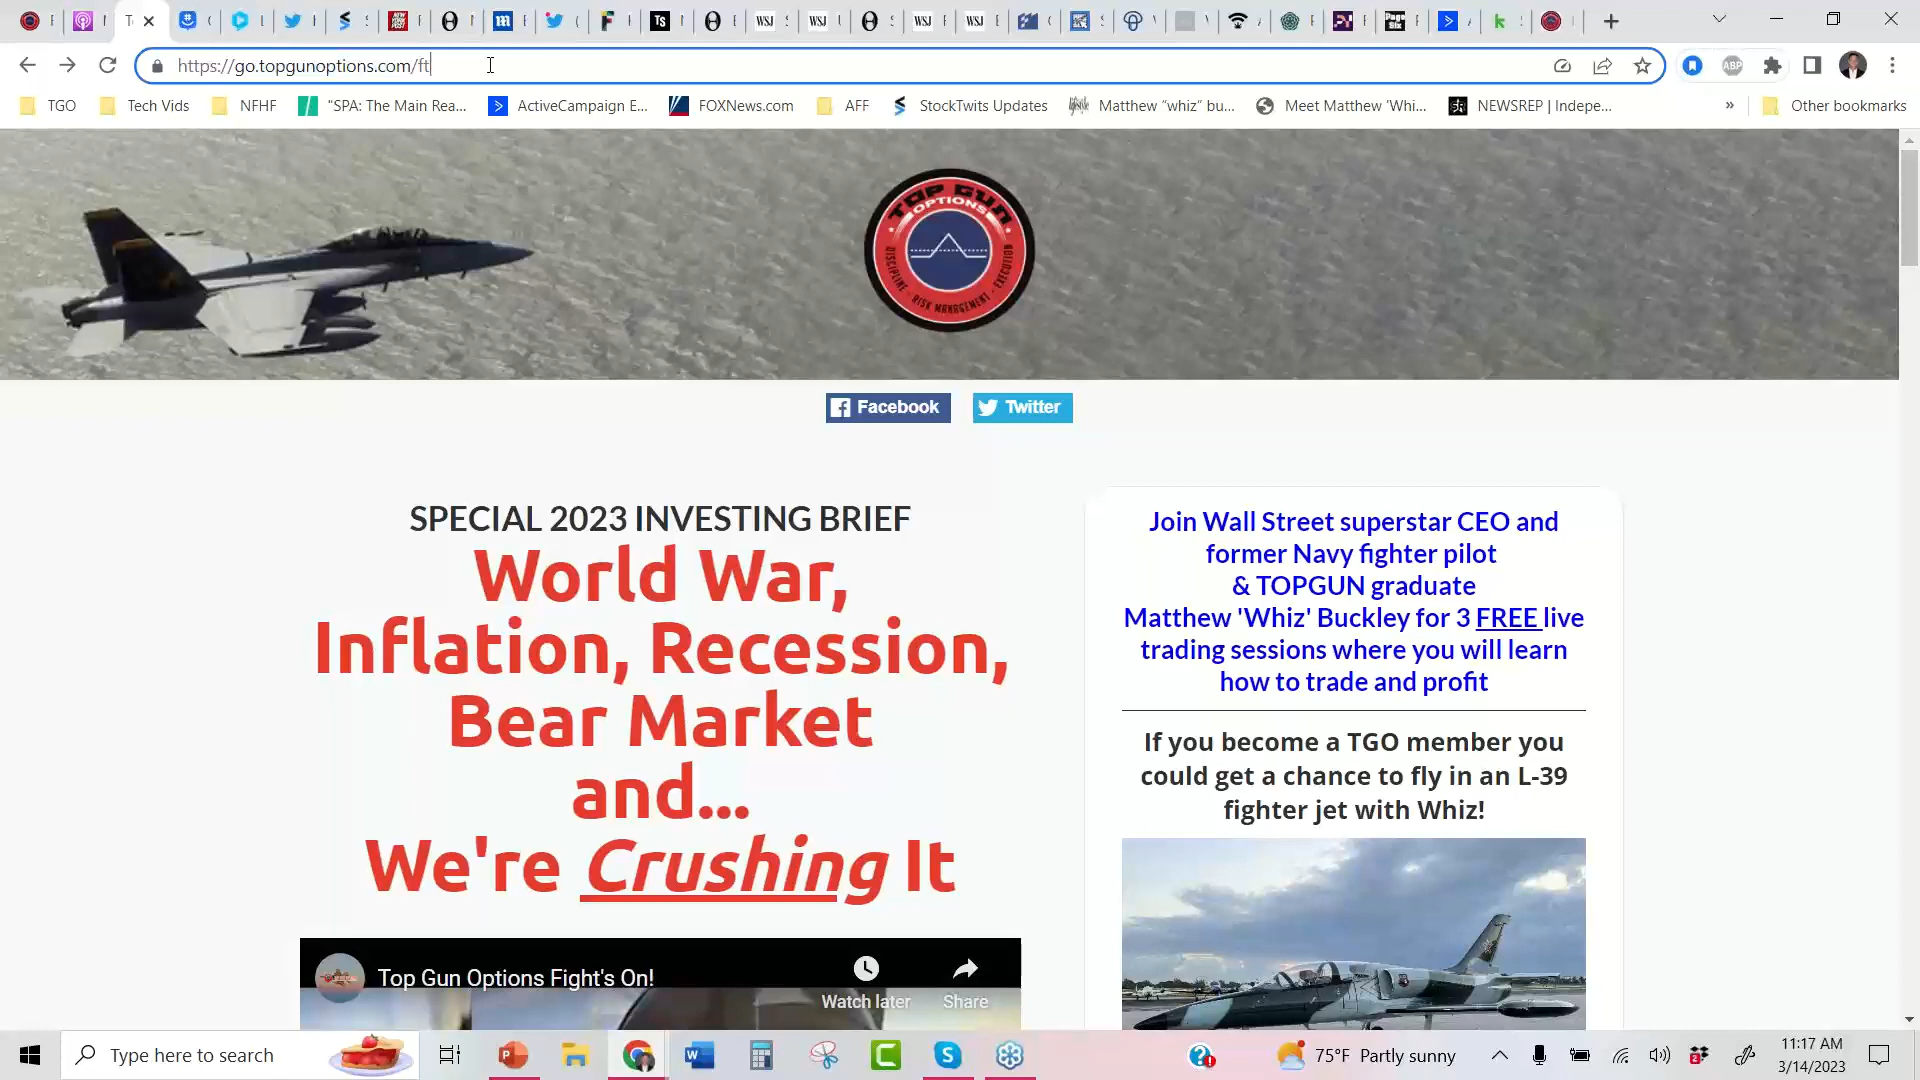 https://go.topgunoptions.com/ft
TGO
Tech Vids
NFHF
"SPA: The Main Rea...
ActiveCampaign E...
FOXNews.com
AFF
StockTwits Updates
Matthew "whiz" bu...
Meet Matthew 'Whi...
NEWSREP | Indepe...
»
Other bookmarks
TOP GUN
OPTIONS
DISCIPLINE - RISK MANAGEMENT - EXECUTION
Facebook
Twitter
SPECIAL 2023 INVESTING BRIEF
World War,
Inflation, Recession,
Bear Market
and...
We're Crushing It
Top Gun Options Fight's On!
Watch later
Share
Join Wall Street superstar CEO and
former Navy fighter pilot
& TOPGUN graduate
Matthew 'Whiz' Buckley for 3 FREE live
trading sessions where you will learn
how to trade and profit
If you become a TGO member you
could get a chance to fly in an L-39
fighter jet with Whiz!
Type here to search
75°F Partly sunny
11:17 AM
3/14/2023